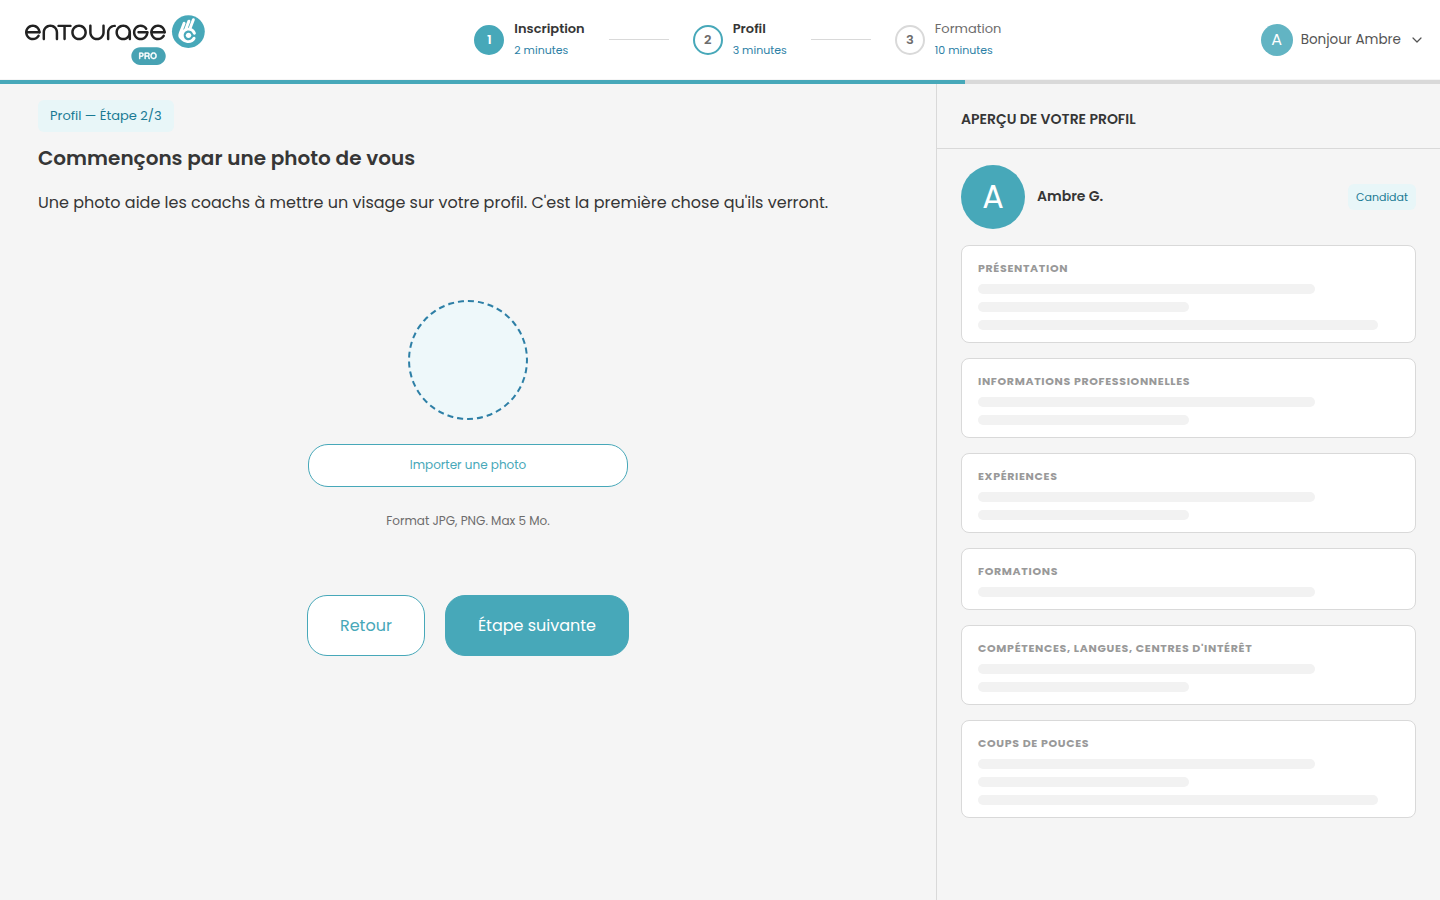 entourage
PRO
1
Inscription
2 minutes
2
Profil
3 minutes
3
Formation
10 minutes
A
Bonjour Ambre
Profil — Étape 2/3
Commençons par une photo de vous
Une photo aide les coachs à mettre un visage sur votre profil. C'est la première chose qu'ils verront.
Importer une photo
Format JPG, PNG. Max 5 Mo.
Retour
Étape suivante
APERÇU DE VOTRE PROFIL
A
Ambre G.
Candidat
PRÉSENTATION
INFORMATIONS PROFESSIONNELLES
EXPÉRIENCES
FORMATIONS
COMPÉTENCES, LANGUES, CENTRES D'INTÉRÊT
COUPS DE POUCES